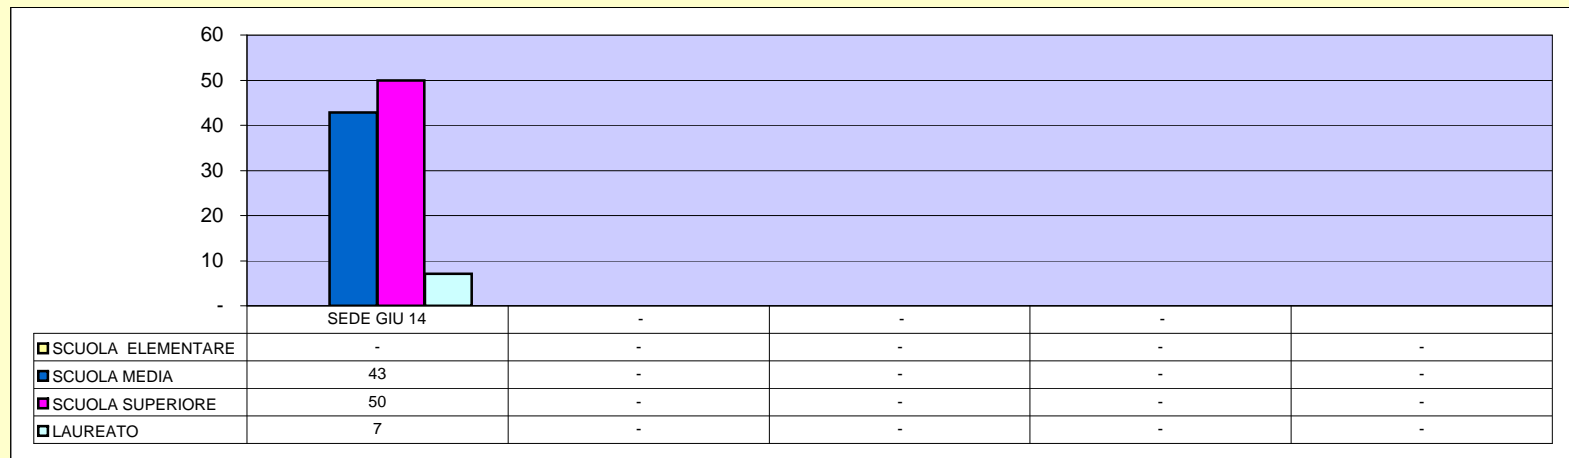 60
50
40
30
20
10
-
SEDE GIU 14 - - -
SCUOLA ELEMENTARE - - - - -
SCUOLA MEDIA 43 - - - -
SCUOLA SUPERIORE 50 - - - -
LAUREATO 7 - - - -